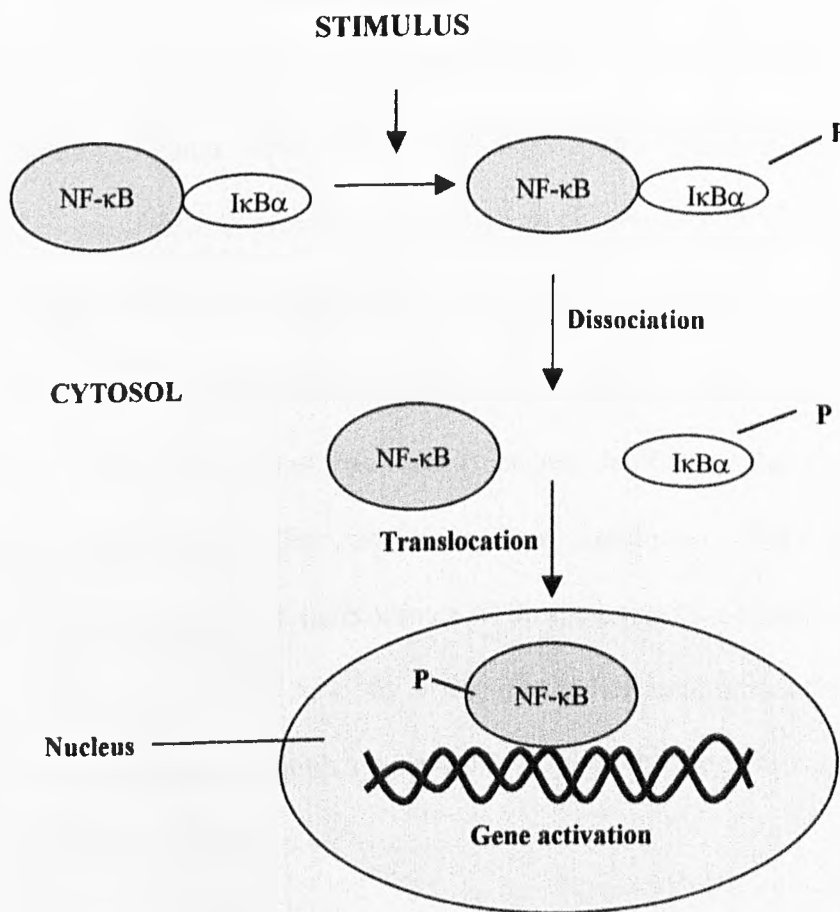 STIMULUS
P
NF-κB IκBα NF-κB IκBα
Dissociation
CYTOSOL
P
NF-κB IκBα
Translocation
P NF-κB
Nucleus
Gene activation